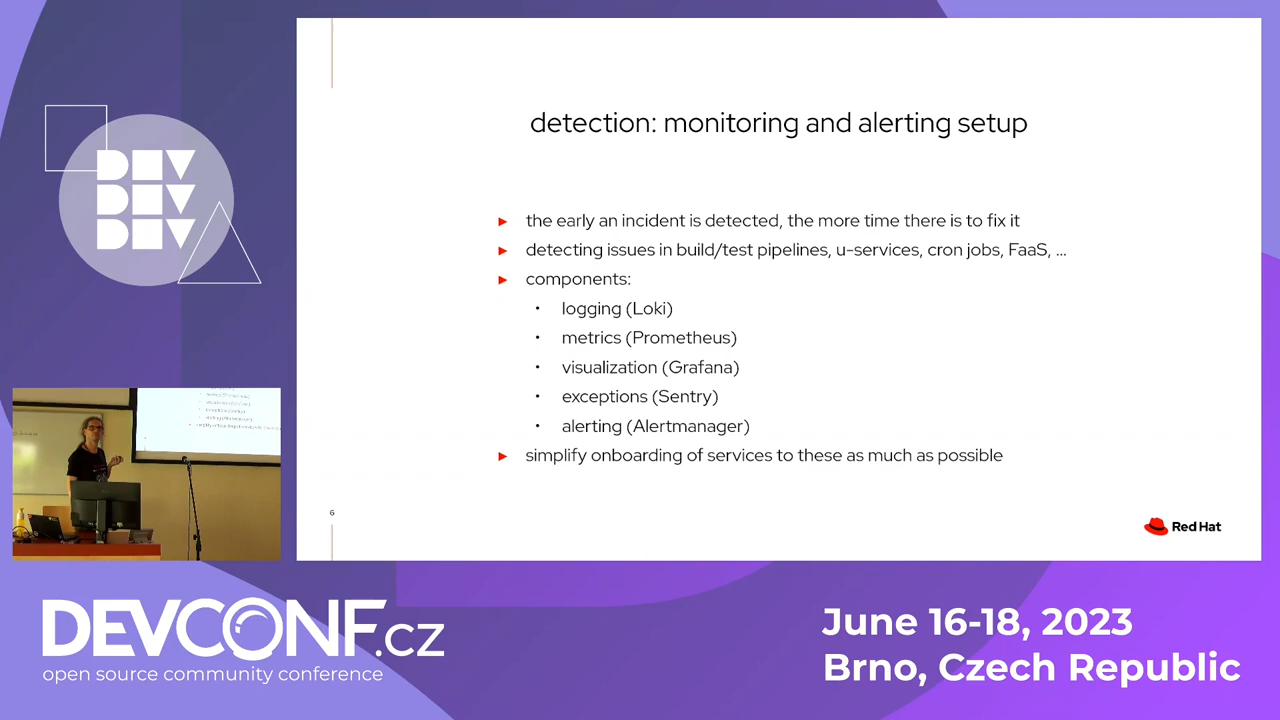 detection: monitoring and alerting setup
► the early an incident is detected, the more time there is to fix it
► detecting issues in build/test pipelines, u-services, cron jobs, FaaS, ...
► components:
• logging (Loki)
• metrics (Prometheus)
• visualization (Grafana)
• exceptions (Sentry)
• alerting (Alertmanager)
► simplify onboarding of services to these as much as possible
6
Red Hat
DEV
DEV
DEV
DEVCONF.cz
open source community conference
June 16-18, 2023
Brno, Czech Republic